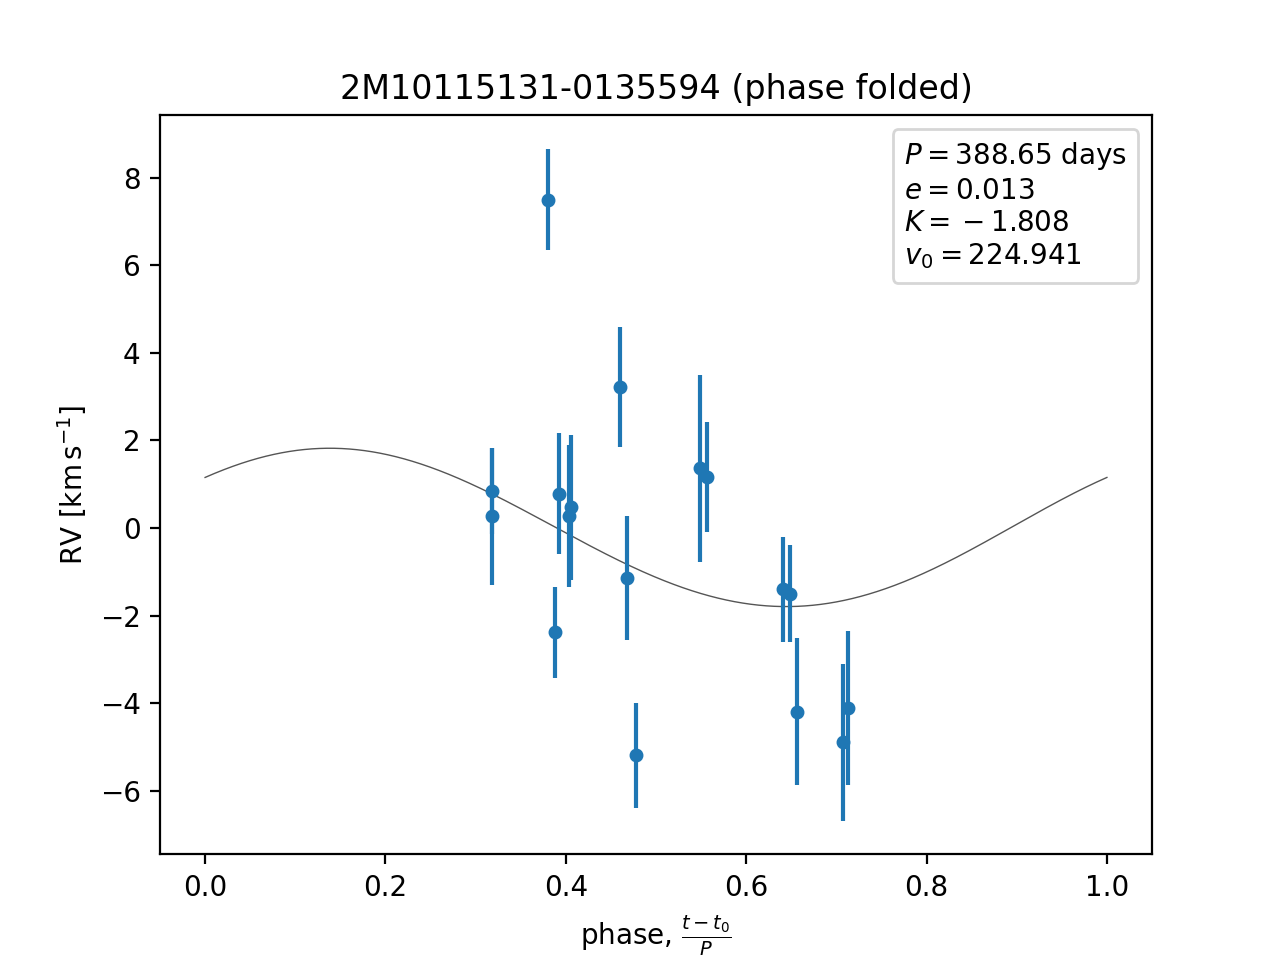 2M10115131-0135594 (phase folded)
P = 388.65 days
e = 0.013
K = −1.808
v₀ = 224.941
8
6
4
2
0
−2
−4
−6
RV [km s⁻¹]
0.0 0.2 0.4 0.6 0.8 1.0
phase, (t − t₀)/P